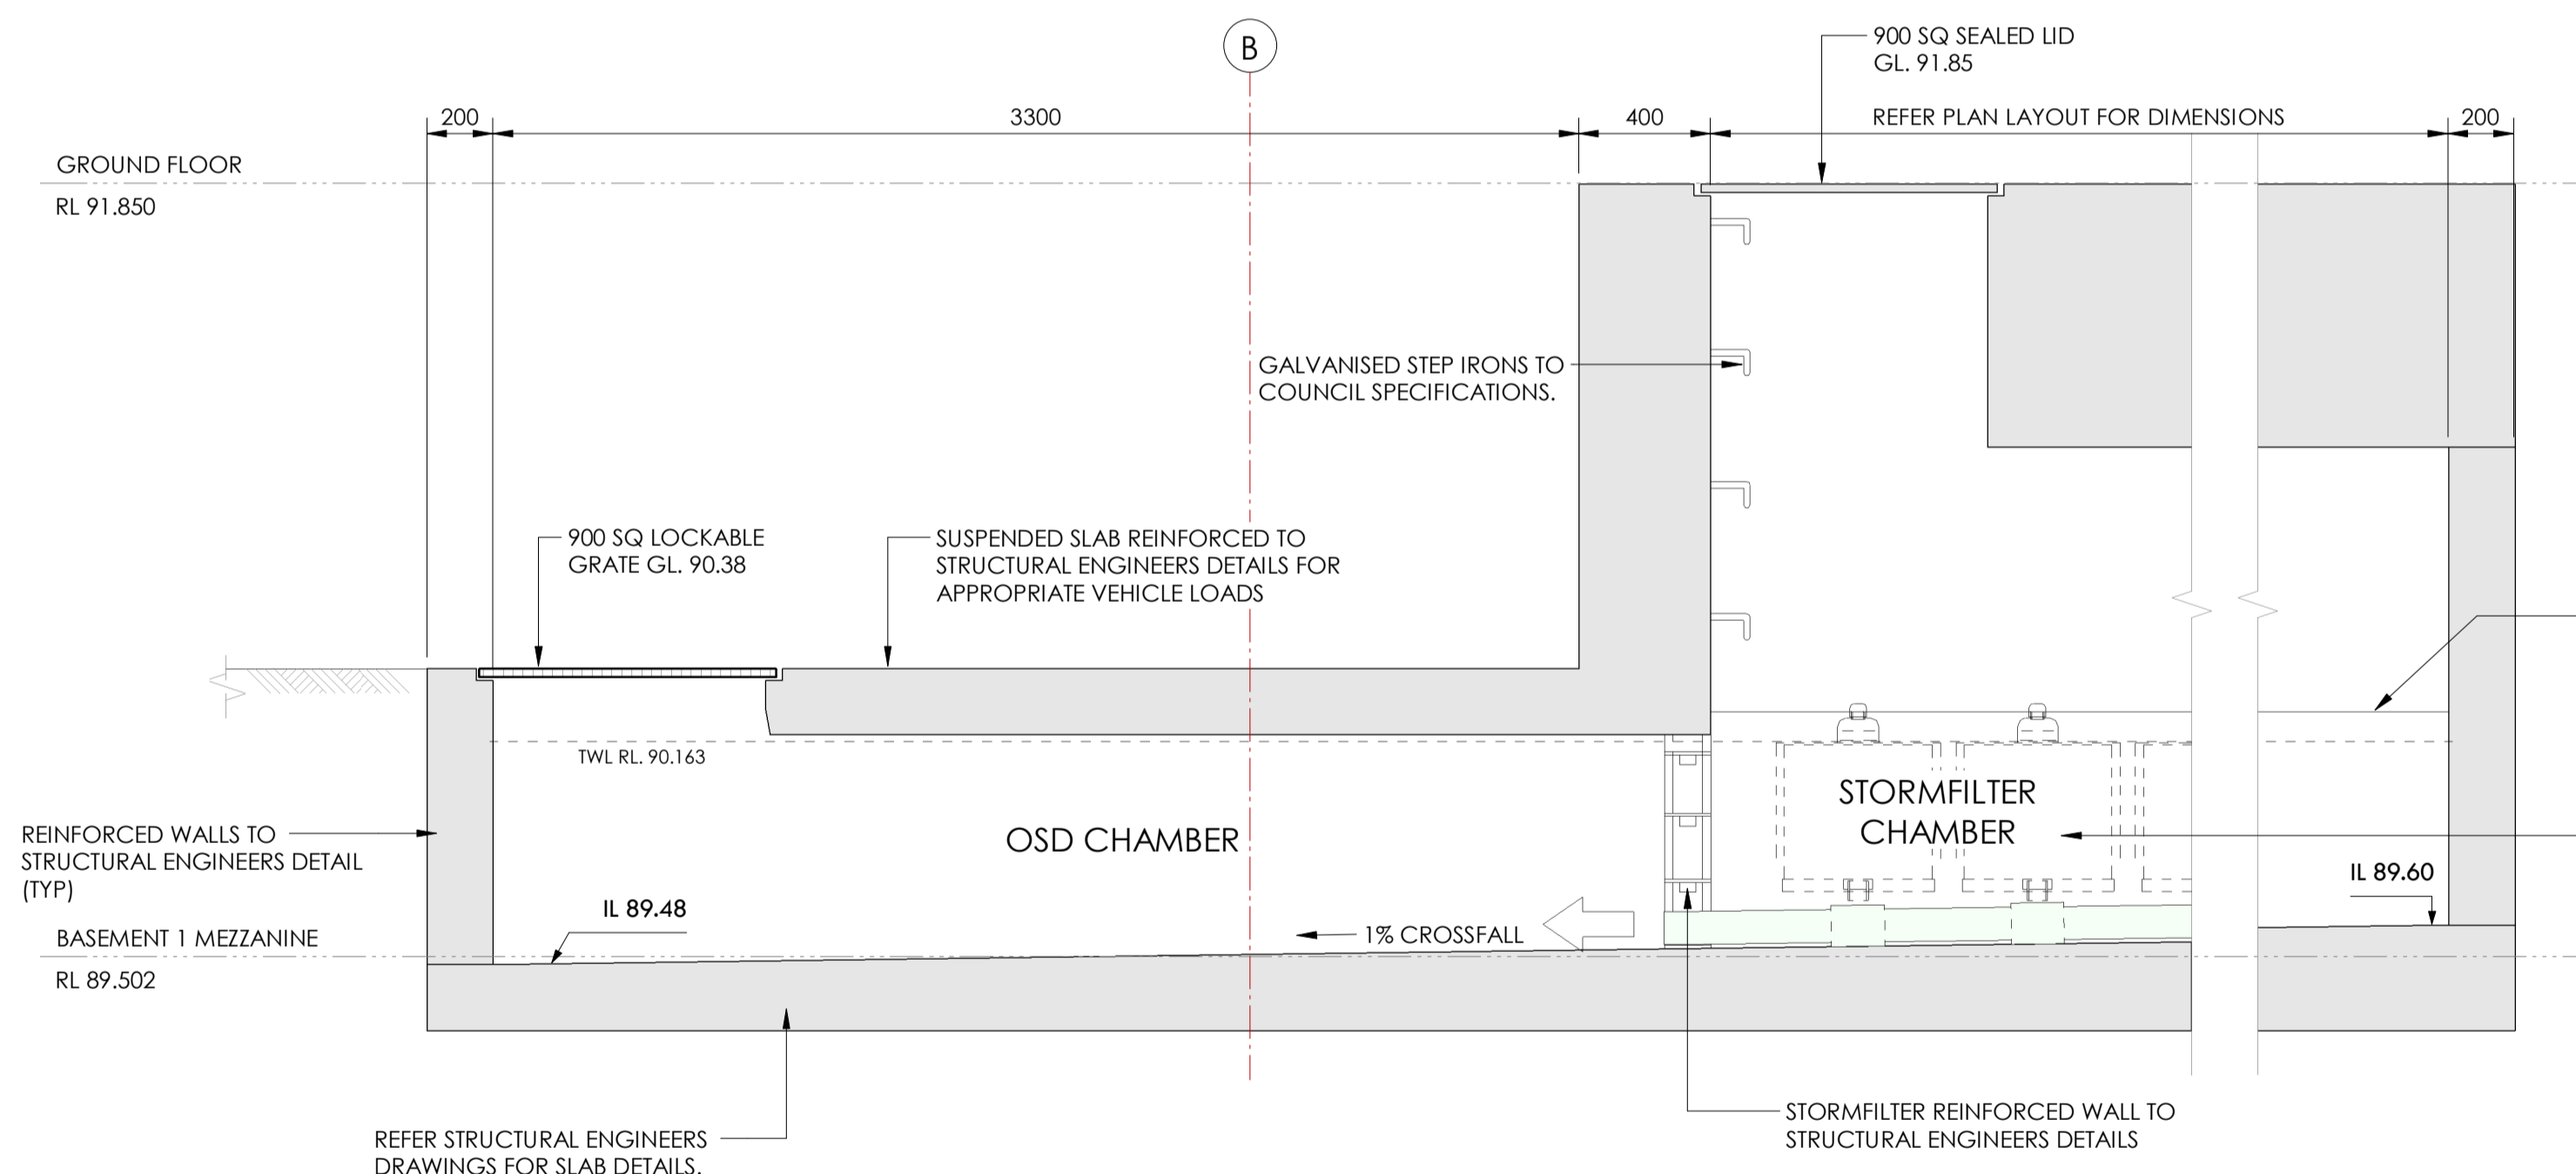 B
900 SQ SEALED LID
GL. 91.85
200
3300
400
REFER PLAN LAYOUT FOR DIMENSIONS
200
GROUND FLOOR
RL 91.850
GALVANISED STEP IRONS TO
COUNCIL SPECIFICATIONS.
900 SQ LOCKABLE
GRATE GL. 90.38
SUSPENDED SLAB REINFORCED TO
STRUCTURAL ENGINEERS DETAILS FOR
APPROPRIATE VEHICLE LOADS
TWL RL. 90.163
REINFORCED WALLS TO
STRUCTURAL ENGINEERS DETAIL
(TYP)
OSD CHAMBER
STORMFILTER
CHAMBER
IL 89.60
IL 89.48
1% CROSSFALL
BASEMENT 1 MEZZANINE
RL 89.502
STORMFILTER REINFORCED WALL TO
STRUCTURAL ENGINEERS DETAILS
REFER STRUCTURAL ENGINEERS
DRAWINGS FOR SLAB DETAILS.